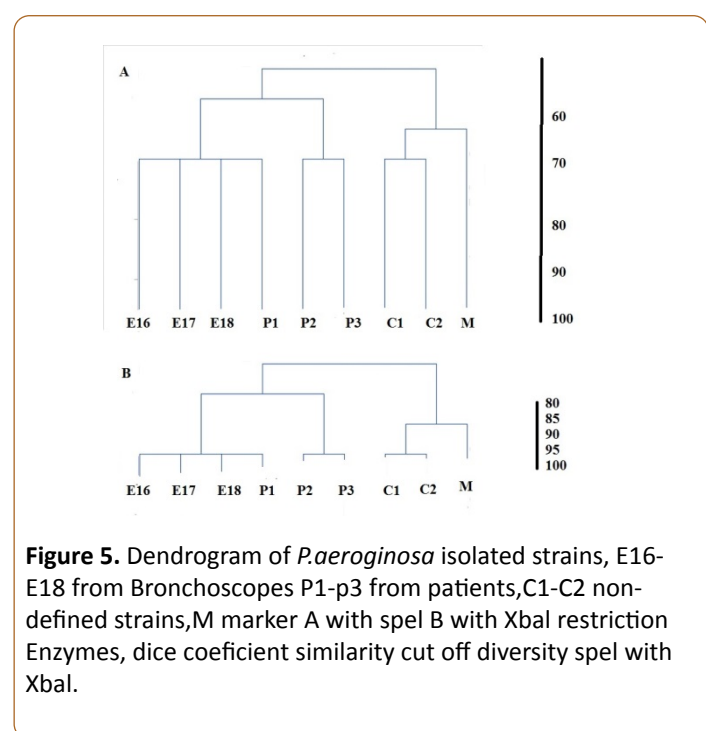 A
60
70
80
90
100
E16 E17 E18 P1 P2 P3 C1 C2 M
B
80
85
90
95
100
E16 E17 E18 P1 P2 P3 C1 C2 M
Figure 5. Dendrogram of P.aeroginosa isolated strains, E16-
E18 from Bronchoscopes P1-p3 from patients,C1-C2 non-
defined strains,M marker A with spel B with Xbal restriction
Enzymes, dice coeficient similarity cut off diversity spel with
Xbal.